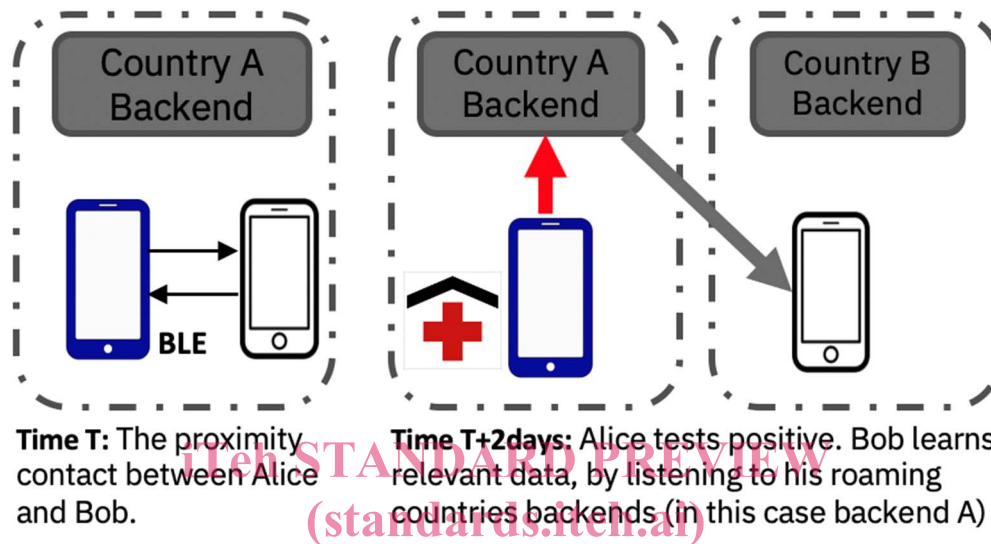 Country A
Backend
Country A
Backend
Country B
Backend
BLE
Time T: The proximity
contact between Alice
and Bob.
Time T+2days: Alice tests positive. Bob learns
relevant data, by listening to his roaming
countries backends (in this case backend A)
iTeh STANDARD PREVIEW
(standards.iteh.ai)